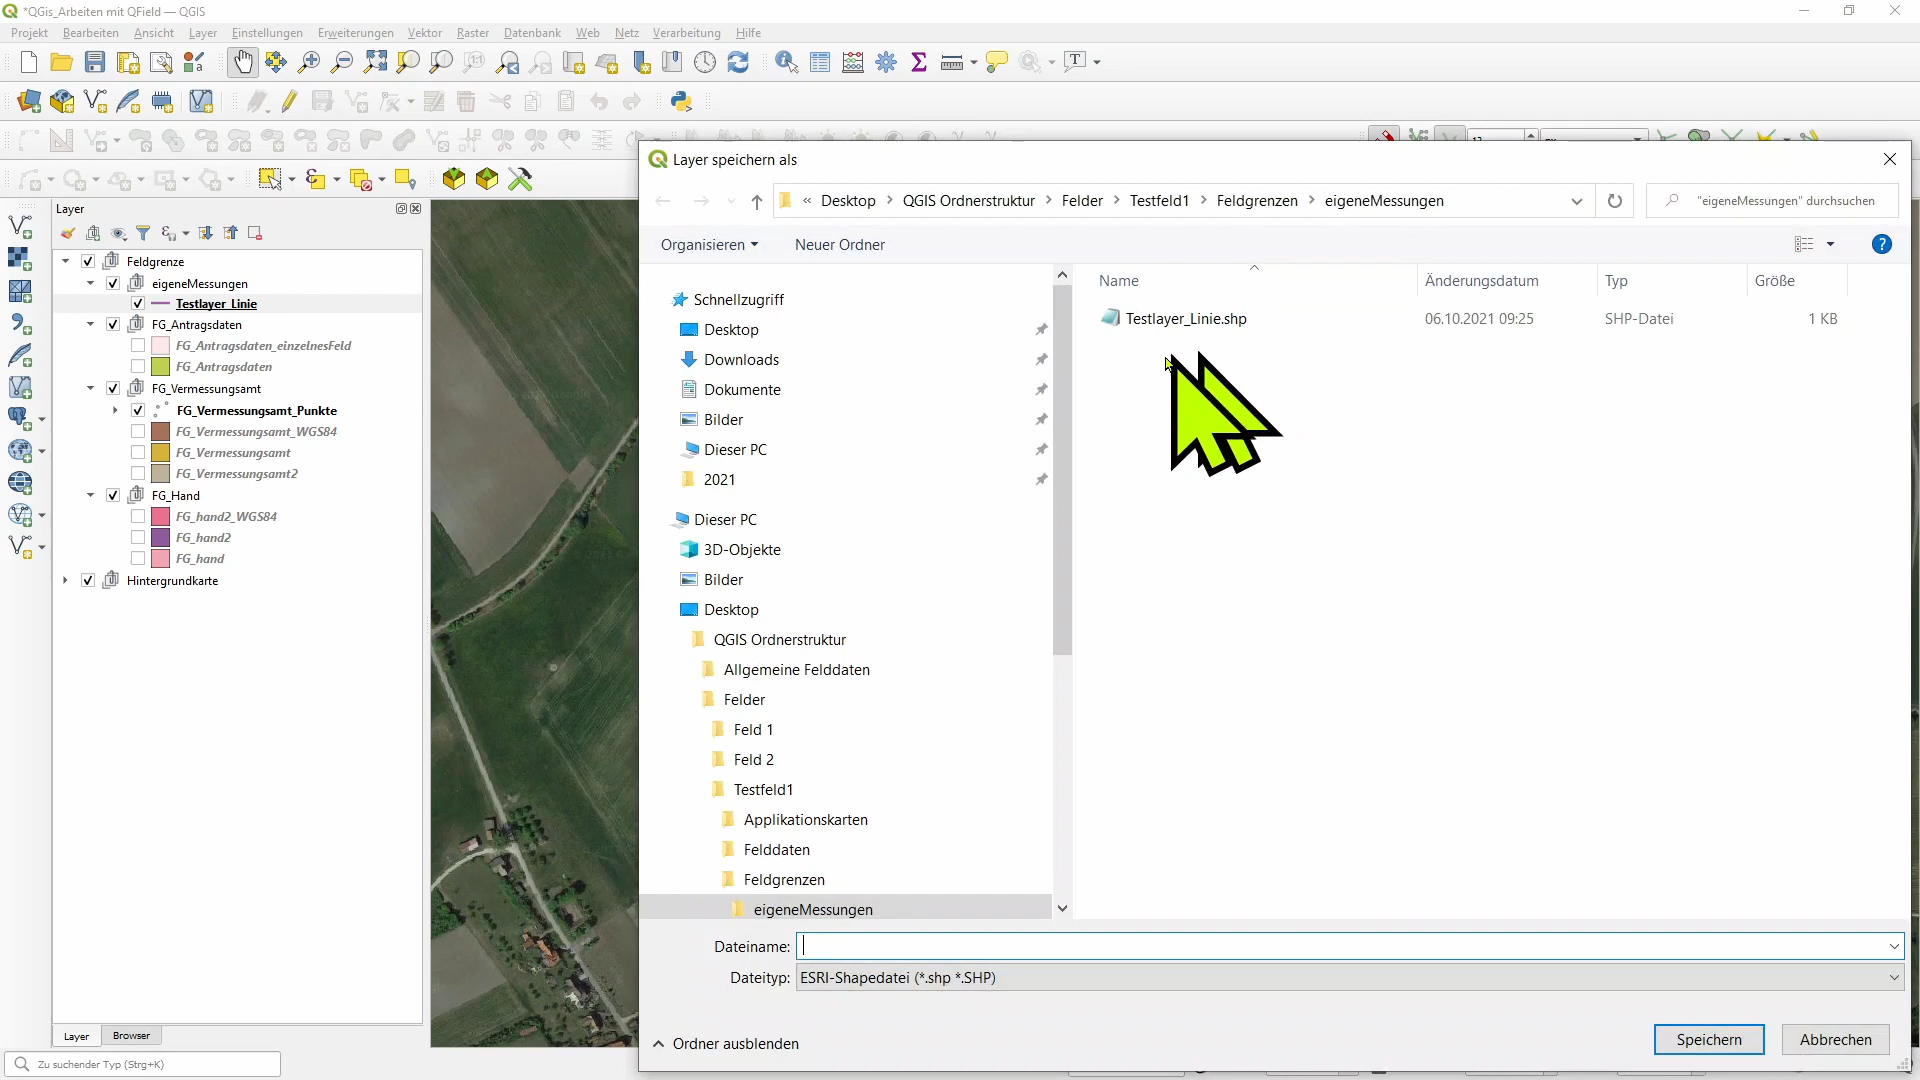 *QGis_Arbeiten mit QField — QGIS
Projekt Bearbeiten Ansicht Layer Einstellungen Erweiterungen Vektor Raster Datenbank Web Netz Verarbeitung Hilfe
Layer
Feldgrenze
eigeneMessungen
Testlayer_Linie
FG_Antragsdaten
FG_Antragsdaten_einzelnesFeld
FG_Antragsdaten
FG_Vermessungsamt
FG_Vermessungsamt_Punkte
FG_Vermessungsamt_WGS84
FG_Vermessungsamt
FG_Vermessungsamt2
FG_Hand
FG_hand2_WGS84
FG_hand2
FG_hand
Hintergrundkarte
Layer Browser
Zu suchender Typ (Strg+K)
Layer speichern als
« Desktop QGIS Ordnerstruktur Felder Testfeld1 Feldgrenzen eigeneMessungen
"eigeneMessungen" durchsuchen
Organisieren Neuer Ordner
Schnellzugriff
Desktop
Downloads
Dokumente
Bilder
Dieser PC
2021
Dieser PC
3D-Objekte
Bilder
Desktop
QGIS Ordnerstruktur
Allgemeine Felddaten
Felder
Feld 1
Feld 2
Testfeld1
Applikationskarten
Felddaten
Feldgrenzen
eigeneMessungen
Name Änderungsdatum Typ Größe
Testlayer_Linie.shp 06.10.2021 09:25 SHP-Datei 1 KB
Dateiname:
Dateityp: ESRI-Shapedatei (*.shp *.SHP)
Ordner ausblenden
Speichern Abbrechen